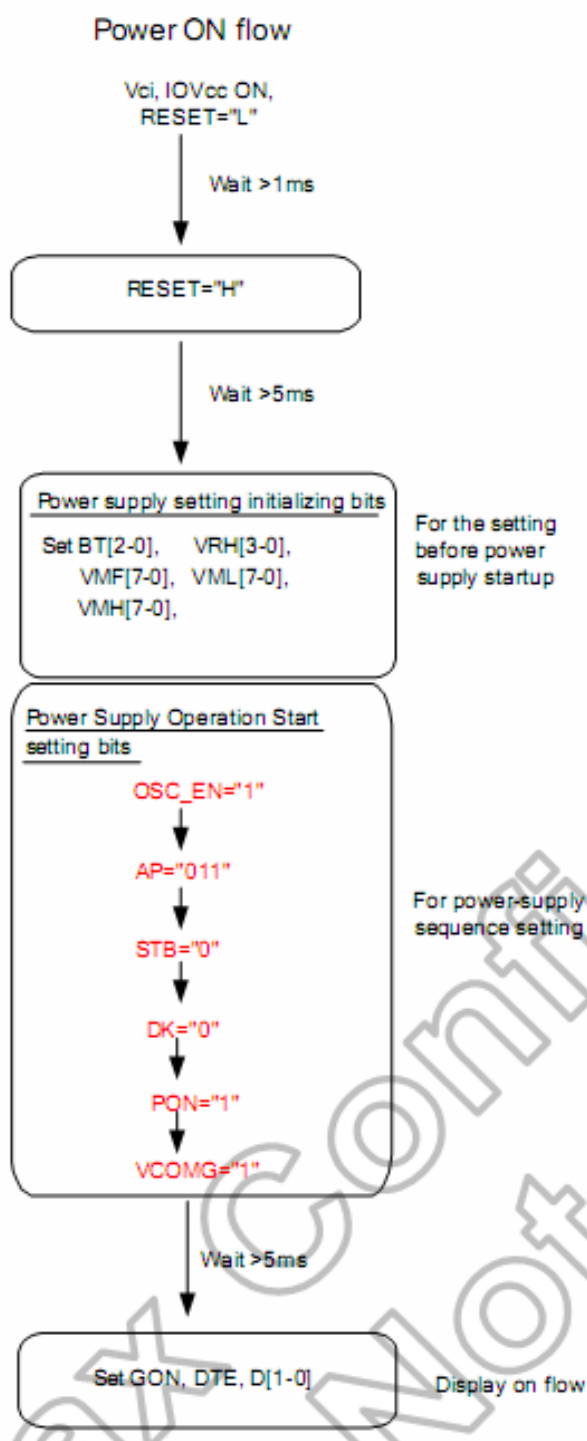 Power ON flow
Vci, IOVcc ON,
RESET="L"
Wait >1ms
RESET="H"
Wait >5ms
Power supply setting initializing bits
Set BT[2-0], VRH[3-0],
VMF[7-0], VML[7-0],
VMH[7-0],
For the setting
before power
supply startup
Power Supply Operation Start
setting bits
OSC_EN="1"
AP="011"
STB="0"
DK="0"
PON="1"
VCOMG="1"
For power-supply
sequence setting
Wait >5ms
Set GON, DTE, D[1-0]
Display on flow
Confi
Not